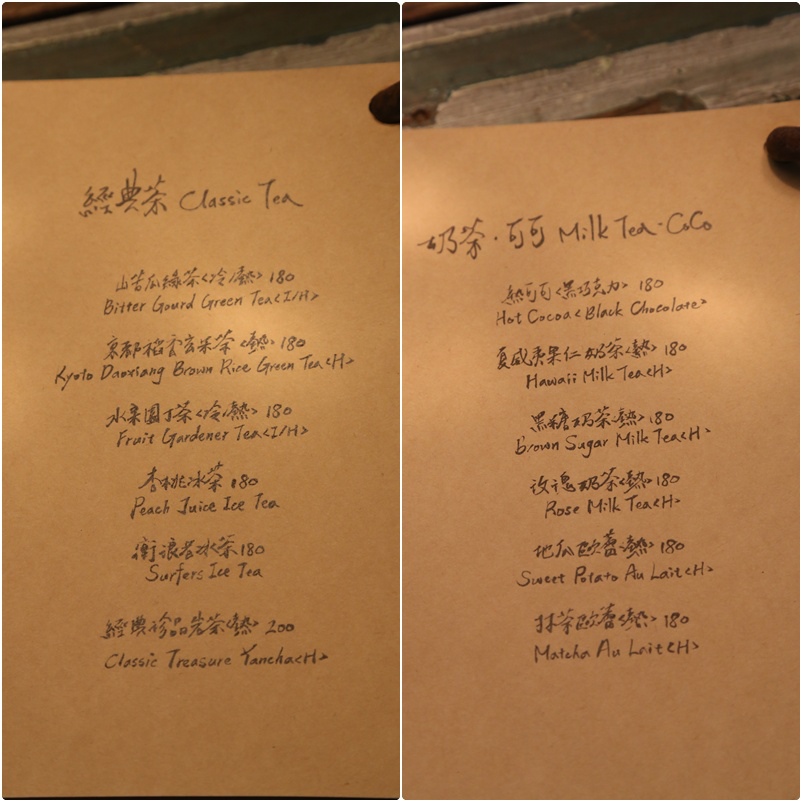 經典茶 Classic Tea
山苦瓜綠茶<冷/熱> 180
Bitter Gourd Green Tea<I/H>
京都稻雲玄米茶<熱> 180
Kyoto Daoxiang Brown Rice Green Tea<H>
水果園丁茶<冷/熱> 180
Fruit Gardener Tea<I/H>
香桃冰茶 180
Peach Juice Ice Tea
衝浪者冰茶 180
Surfers Ice Tea
經典珍品岩茶<熱> 200
Classic Treasure Yancha<H>
奶茶·可可 Milk Tea·CoCo
熱可可<黑巧克力> 180
Hot Cocoa<Black Chocolate>
夏威夷果仁奶茶<熱> 180
Hawaii Milk Tea<H>
黑糖奶茶<熱> 180
Brown Sugar Milk Tea<H>
玫瑰奶茶<熱> 180
Rose Milk Tea<H>
地瓜歐蕾<熱> 180
Sweet Potato Au Lait<H>
抹茶歐蕾<熱> 180
Matcha Au Lait<H>